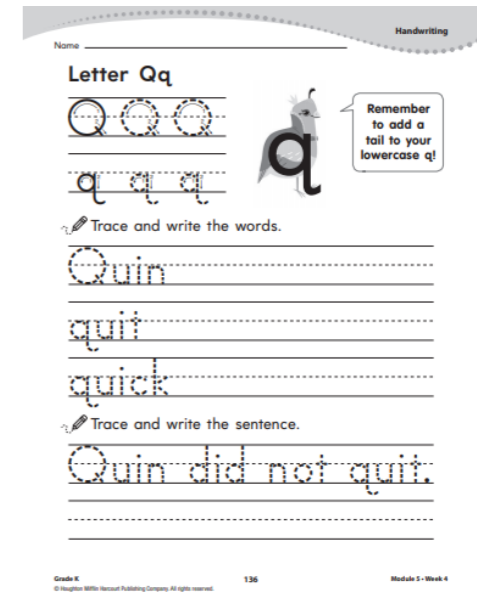 Handwriting
Name
Letter Qq
Q Q Q
q q q
q
Remember
to add a
tail to your
lowercase q!
Trace and write the words.
Quin
quit
quick
Trace and write the sentence.
Quin did not quit.
Grade K
136
Module 5 • Week 4
© Houghton Mifflin Harcourt Publishing Company. All rights reserved.